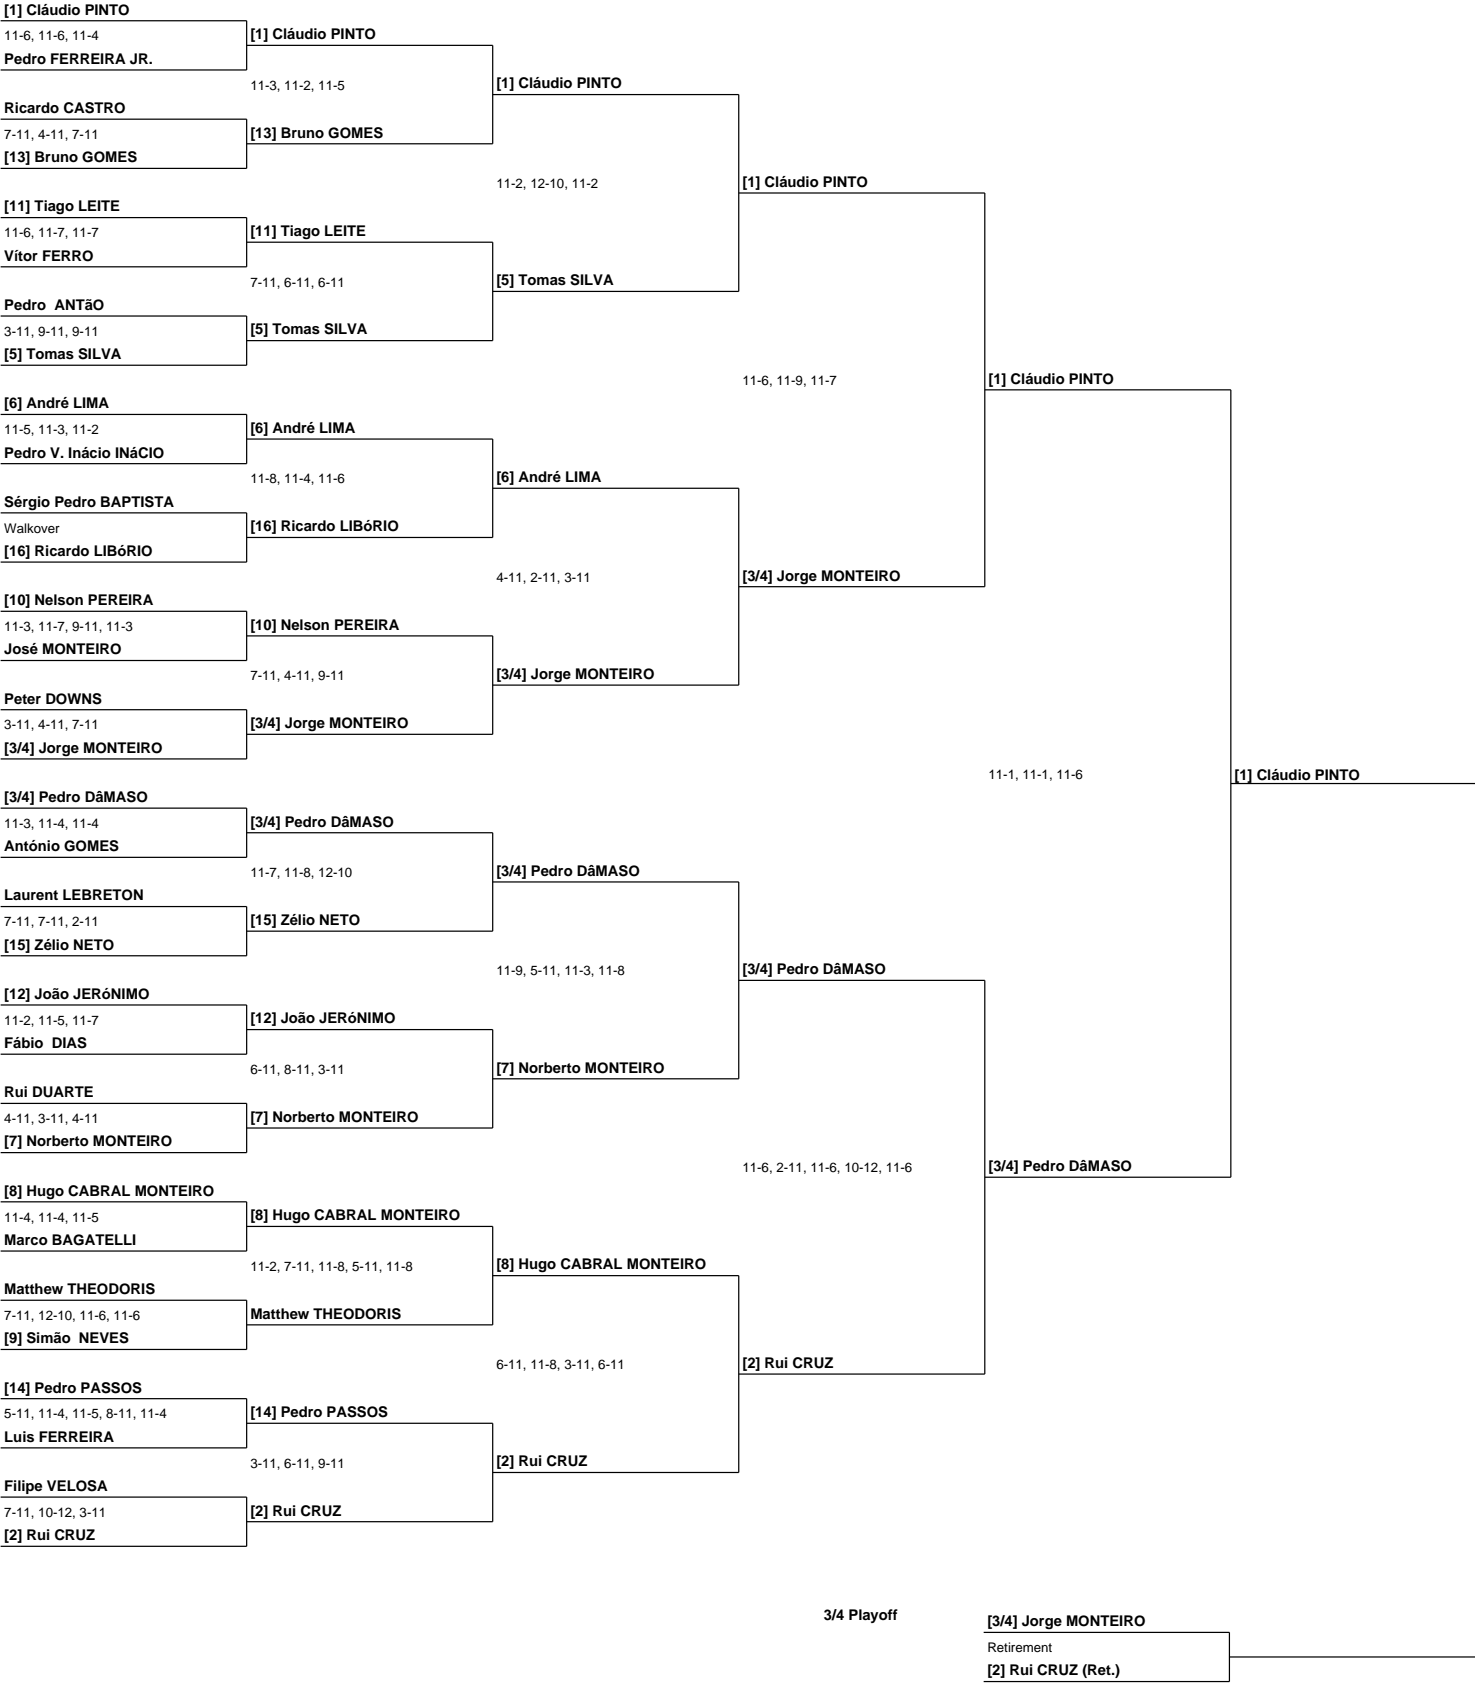 [1] Cláudio PINTO
11-6, 11-6, 11-4
Pedro FERREIRA JR.
Ricardo CASTRO
7-11, 4-11, 7-11
[13] Bruno GOMES
[11] Tiago LEITE
11-6, 11-7, 11-7
Vítor FERRO
Pedro  ANTãO
3-11, 9-11, 9-11
[5] Tomas SILVA
[6] André LIMA
11-5, 11-3, 11-2
Pedro V. Inácio INáCIO
Sérgio Pedro BAPTISTA
Walkover
[16] Ricardo LIBóRIO
[10] Nelson PEREIRA
11-3, 11-7, 9-11, 11-3
José MONTEIRO
Peter DOWNS
3-11, 4-11, 7-11
[3/4] Jorge MONTEIRO
[3/4] Pedro DâMASO
11-3, 11-4, 11-4
António GOMES
Laurent LEBRETON
7-11, 7-11, 2-11
[15] Zélio NETO
[12] João JERóNIMO
11-2, 11-5, 11-7
Fábio  DIAS
Rui DUARTE
4-11, 3-11, 4-11
[7] Norberto MONTEIRO
[8] Hugo CABRAL MONTEIRO
11-4, 11-4, 11-5
Marco BAGATELLI
Matthew THEODORIS
7-11, 12-10, 11-6, 11-6
[9] Simão  NEVES
[14] Pedro PASSOS
5-11, 11-4, 11-5, 8-11, 11-4
Luis FERREIRA
Filipe VELOSA
7-11, 10-12, 3-11
[2] Rui CRUZ
[1] Cláudio PINTO
11-3, 11-2, 11-5
[13] Bruno GOMES
[11] Tiago LEITE
7-11, 6-11, 6-11
[5] Tomas SILVA
[6] André LIMA
11-8, 11-4, 11-6
[16] Ricardo LIBóRIO
[10] Nelson PEREIRA
7-11, 4-11, 9-11
[3/4] Jorge MONTEIRO
[3/4] Pedro DâMASO
11-7, 11-8, 12-10
[15] Zélio NETO
[12] João JERóNIMO
6-11, 8-11, 3-11
[7] Norberto MONTEIRO
[8] Hugo CABRAL MONTEIRO
11-2, 7-11, 11-8, 5-11, 11-8
Matthew THEODORIS
[14] Pedro PASSOS
3-11, 6-11, 9-11
[2] Rui CRUZ
[1] Cláudio PINTO
11-2, 12-10, 11-2
[5] Tomas SILVA
[6] André LIMA
4-11, 2-11, 3-11
[3/4] Jorge MONTEIRO
[3/4] Pedro DâMASO
11-9, 5-11, 11-3, 11-8
[7] Norberto MONTEIRO
[8] Hugo CABRAL MONTEIRO
6-11, 11-8, 3-11, 6-11
[2] Rui CRUZ
[1] Cláudio PINTO
11-6, 11-9, 11-7
[3/4] Jorge MONTEIRO
[3/4] Pedro DâMASO
11-6, 2-11, 11-6, 10-12, 11-6
[2] Rui CRUZ
[1] Cláudio PINTO
11-1, 11-1, 11-6
[3/4] Pedro DâMASO
[1] Cláudio PINTO
3/4 Playoff
[3/4] Jorge MONTEIRO
Retirement
[2] Rui CRUZ (Ret.)